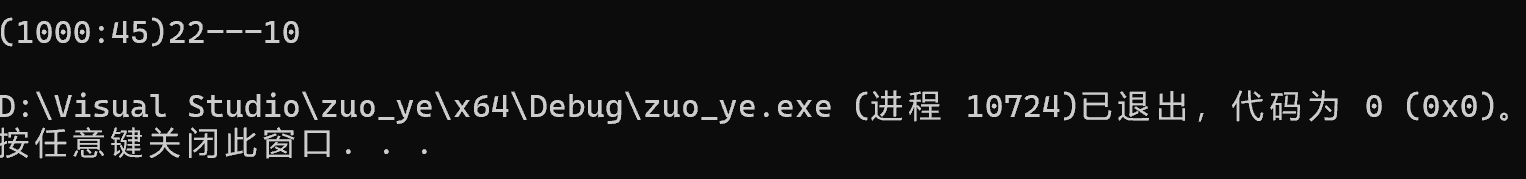 (1000:45)22---10
D:\Visual Studio\zuo_ye\x64\Debug\zuo_ye.exe (进程 10724)已退出，代码为 0 (0x0)。
按任意键关闭此窗口. . .